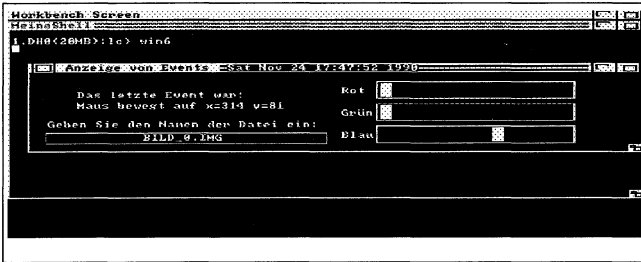 Workbench Screen
MeineShell
1.DH0(20MB):lc> win6
Anzeige von Events Sat Nov 24 17:47:52 1990
Das letzte Event war:
Maus bewegt auf x=314 y=81
Geben Sie den Namen der Datei ein:
BILD_0.IMG
Rot
Grün
Blau